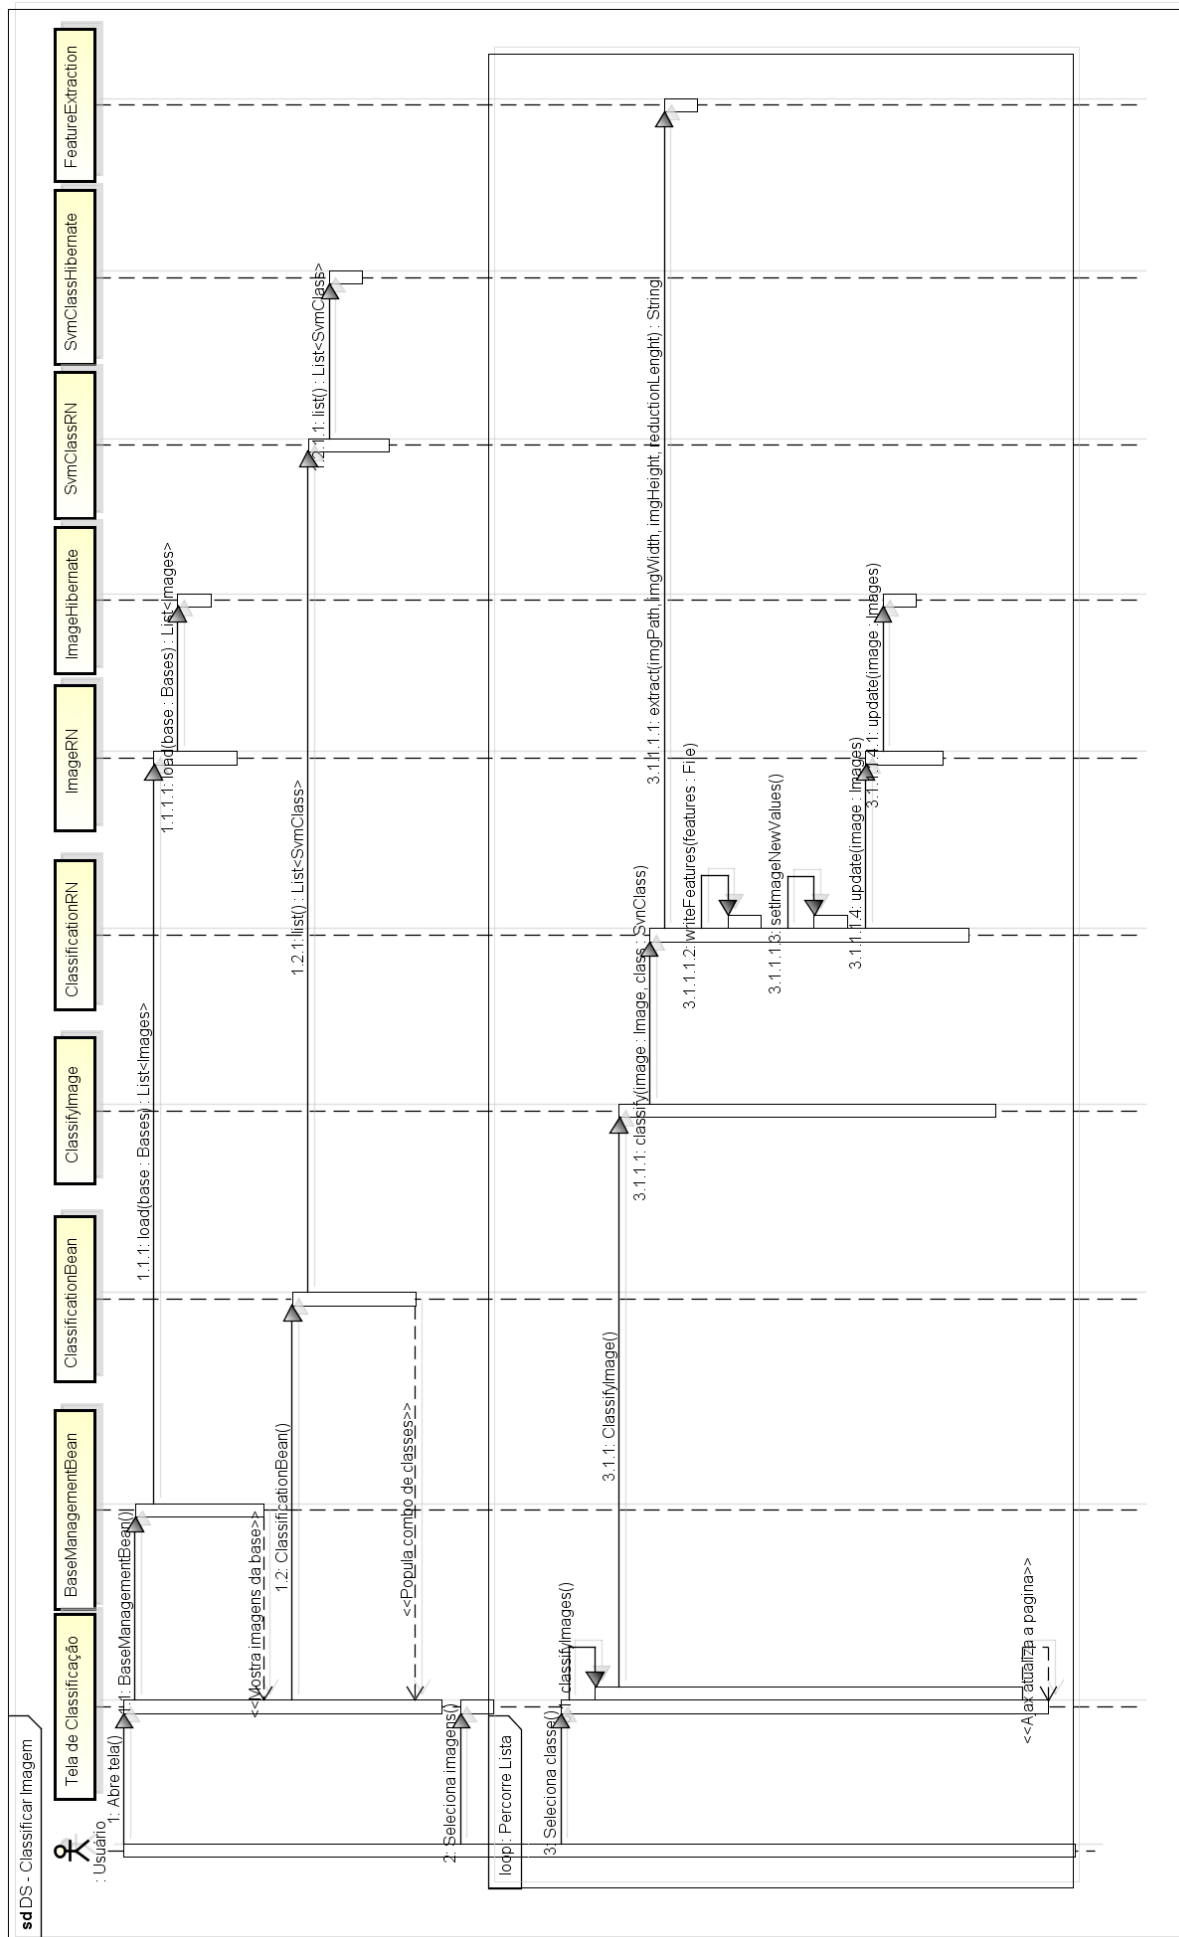 sd DS - Classificar Imagem
: Usuário
Tela de Classificação
BaseManagementBean
ClassificationBean
ClassifyImage
ClassificationRN
ImageRN
ImageHibernate
SvmClassRN
SvmClassHibernate
FeatureExtraction
1: Abre tela()
1.1: BaseManagementBean()
1.1.1: load(base : Bases) : List<Images>
1.1.1.1: load(base : Bases) : List<Images>
<<Mostra imagens da base>>
1.2: ClassificationBean()
1.2.1: list() : List<SvmClass>
1.2.1.1: list() : List<SvmClass>
<<Popula combo de classes>>
2: Seleciona imagens()
loop : Percorre Lista
3: Seleciona classe()
classifyImages()
3.1.1: ClassifyImage()
3.1.1.1: classify(image : Image, class : SvnClass)
3.1.1.1.1: extract(imgPath, imgWidth, imgHeight, reductionLenght) : String
3.1.1.1.2: writeFeatures(features : File)
3.1.1.1.3: setImageNewValues()
3.1.1.1.4: update(image : Images)
3.1.1.1.4.1: update(image : Images)
<<Ajax atualiza a pagina>>